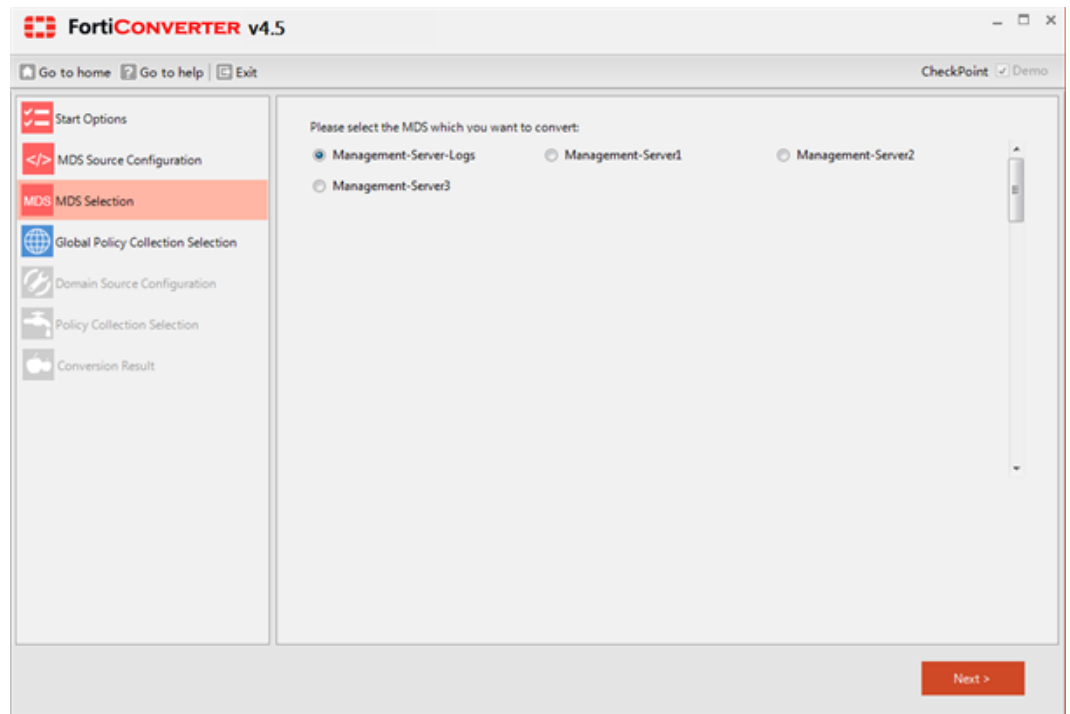 FortiCONVERTER v4.5
Go to home Go to help Exit
CheckPoint Demo
Start Options
MDS Source Configuration
MDS MDS Selection
Global Policy Collection Selection
Domain Source Configuration
Policy Collection Selection
Conversion Result
Please select the MDS which you want to convert:
Management-Server-Logs Management-Server1 Management-Server2
Management-Server3
Next >